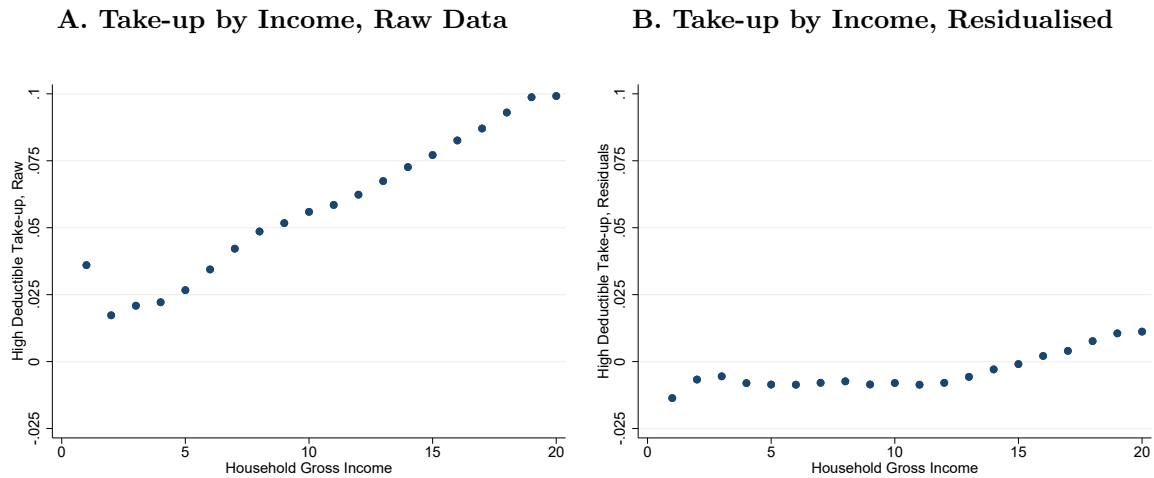 A. Take-up by Income, Raw Data
High Deductible Take-up, Raw
.1
.075
.05
.025
0
-.025
0 5 10 15 20
Household Gross Income
B. Take-up by Income, Residualised
High Deductible Take-up, Residuals
.1
.075
.05
.025
0
-.025
0 5 10 15 20
Household Gross Income